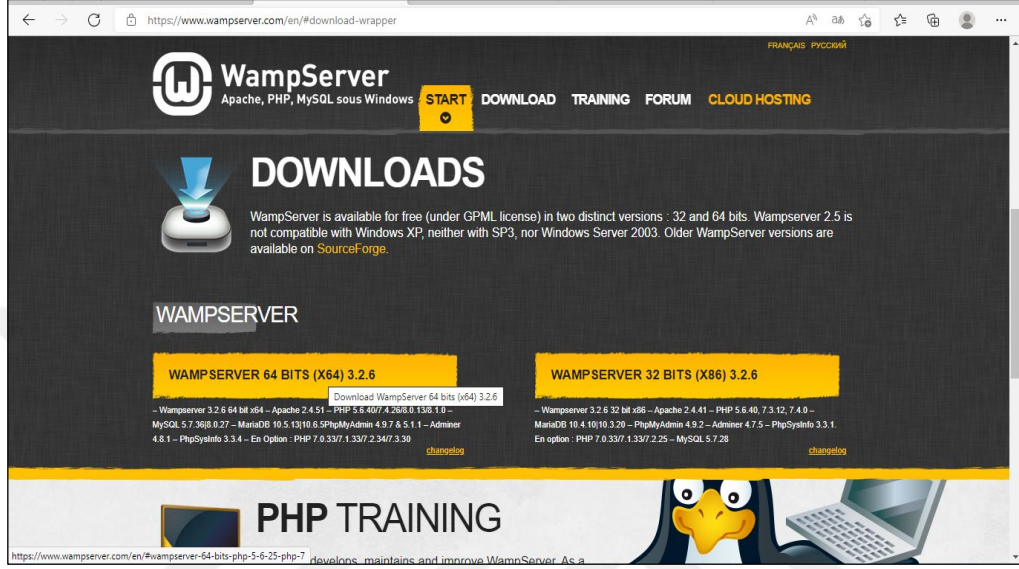 https://www.wampserver.com/en/#download-wrapper
FRANÇAIS РУССКИЙ
WampServer
Apache, PHP, MySQL sous Windows
START DOWNLOAD TRAINING FORUM CLOUD HOSTING
DOWNLOADS
WampServer is available for free (under GPML license) in two distinct versions : 32 and 64 bits. Wampserver 2.5 is
not compatible with Windows XP, neither with SP3, nor Windows Server 2003. Older WampServer versions are
available on SourceForge.
WAMPSERVER
WAMPSERVER 64 BITS (X64) 3.2.6
Download WampServer 64 bits (x64) 3.2.6
– Wampserver 3.2.6 64 bit x64 – Apache 2.4.51 – PHP 5.6.40/7.4.26/8.0.13/8.1.0 –
MySQL 5.7.36|8.0.27 – MariaDB 10.5.13|10.6.5PhpMyAdmin 4.9.7 & 5.1.1 – Adminer
4.8.1 – PhpSysInfo 3.3.4 – En Option : PHP 7.0.33/7.1.33/7.2.34/7.3.30
changelog
WAMPSERVER 32 BITS (X86) 3.2.6
– Wampserver 3.2.6 32 bit x86 – Apache 2.4.41 – PHP 5.6.40, 7.3.12, 7.4.0 –
MariaDB 10.4.10|10.3.20 – PhpMyAdmin 4.9.2 – Adminer 4.7.5 – PhpSysInfo 3.3.1.
En option : PHP 7.0.33/7.1.33/7.2.25 – MySQL 5.7.28
changelog
PHP TRAINING
develops, maintains and improve WampServer. As a
https://www.wampserver.com/en/#wampserver-64-bits-php-5-6-25-php-7